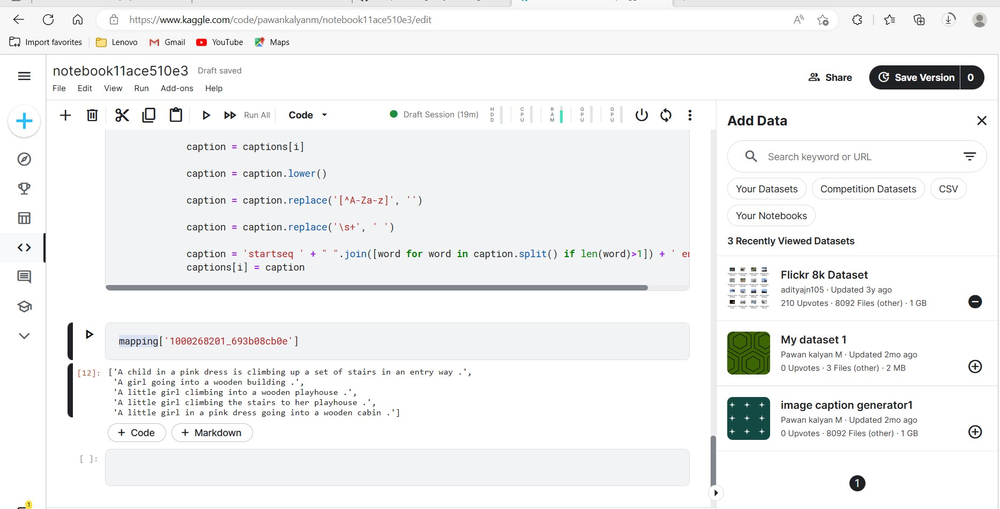 https://www.kaggle.com/code/pawankalyanm/notebook11ace510e3/edit
Import favorites
Lenovo
Gmail
YouTube
Maps
notebook11ace510e3
Draft saved
File Edit View Run Add-ons Help
Share
Save Version 0
Run All
Code
Draft Session (19m)
HDD
CPU
RAM
GPU
GPU
caption = captions[i]
caption = caption.lower()
caption = caption.replace('[^A-Za-z]', '')
caption = caption.replace('\s+', ' ')
caption = 'startseq ' + " ".join([word for word in caption.split() if len(word)>1]) + ' e
captions[i] = caption
mapping['1000268201_693b08cb0e']
[12]: ['A child in a pink dress is climbing up a set of stairs in an entry way .',
'A girl going into a wooden building .',
'A little girl climbing into a wooden playhouse .',
'A little girl climbing the stairs to her playhouse .',
'A little girl in a pink dress going into a wooden cabin .']
+ Code
+ Markdown
[ ]:
1
Add Data
Search keyword or URL
Your Datasets
Competition Datasets
CSV
Your Notebooks
3 Recently Viewed Datasets
Flickr 8k Dataset
adityajn105 · Updated 3y ago
210 Upvotes · 8092 Files (other) · 1 GB
My dataset 1
Pawan kalyan M · Updated 2mo ago
0 Upvotes · 3 Files (other) · 2 MB
image caption generator1
Pawan kalyan M · Updated 2mo ago
0 Upvotes · 8092 Files (other) · 1 GB
1